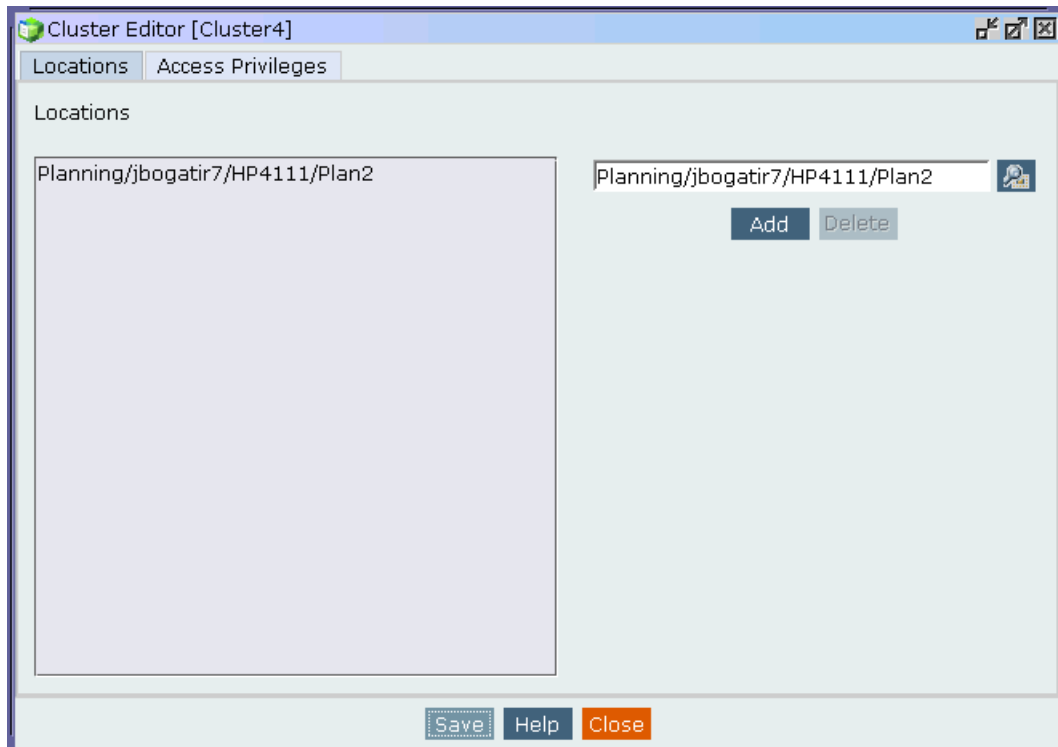 Cluster Editor [Cluster4]
Locations Access Privileges
Locations
Planning/jbogatir7/HP4111/Plan2
Planning/jbogatir7/HP4111/Plan2
Add Delete
Save Help Close